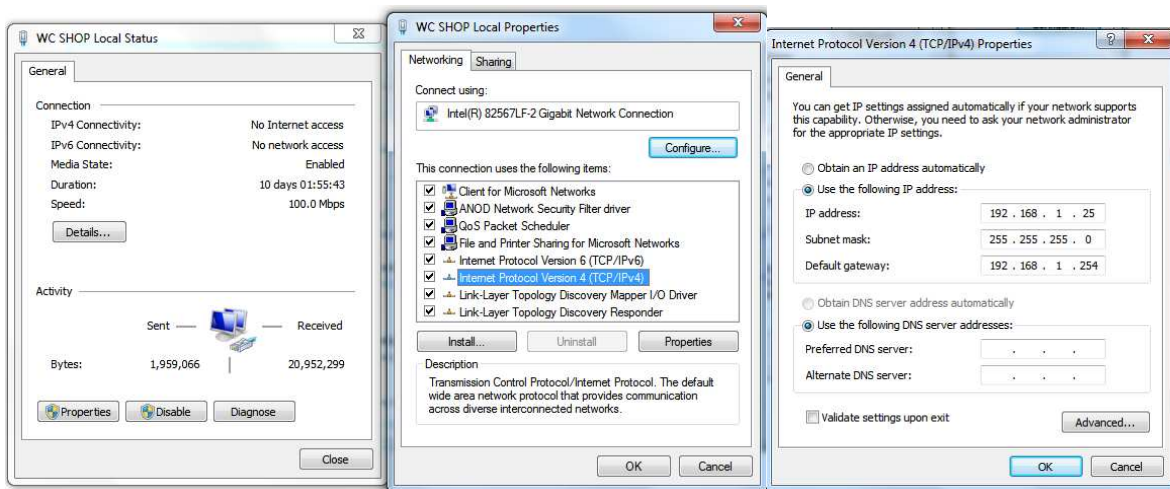 WC SHOP Local Status
General
Connection
IPv4 Connectivity: No Internet access
IPv6 Connectivity: No network access
Media State: Enabled
Duration: 10 days 01:55:43
Speed: 100.0 Mbps
Details...
Activity
Sent Received
Bytes: 1,959,066 20,952,299
Properties Disable Diagnose
Close
WC SHOP Local Properties
Networking Sharing
Connect using:
Intel(R) 82567LF-2 Gigabit Network Connection
Configure...
This connection uses the following items:
Client for Microsoft Networks
ANOD Network Security Filter driver
QoS Packet Scheduler
File and Printer Sharing for Microsoft Networks
Internet Protocol Version 6 (TCP/IPv6)
Internet Protocol Version 4 (TCP/IPv4)
Link-Layer Topology Discovery Mapper I/O Driver
Link-Layer Topology Discovery Responder
Install... Uninstall Properties
Description
Transmission Control Protocol/Internet Protocol. The default
wide area network protocol that provides communication
across diverse interconnected networks.
OK Cancel
Internet Protocol Version 4 (TCP/IPv4) Properties
General
You can get IP settings assigned automatically if your network supports
this capability. Otherwise, you need to ask your network administrator
for the appropriate IP settings.
Obtain an IP address automatically
Use the following IP address:
IP address: 192 . 168 . 1 . 25
Subnet mask: 255 . 255 . 255 . 0
Default gateway: 192 . 168 . 1 . 254
Obtain DNS server address automatically
Use the following DNS server addresses:
Preferred DNS server: . . .
Alternate DNS server: . . .
Validate settings upon exit
Advanced...
OK Cancel